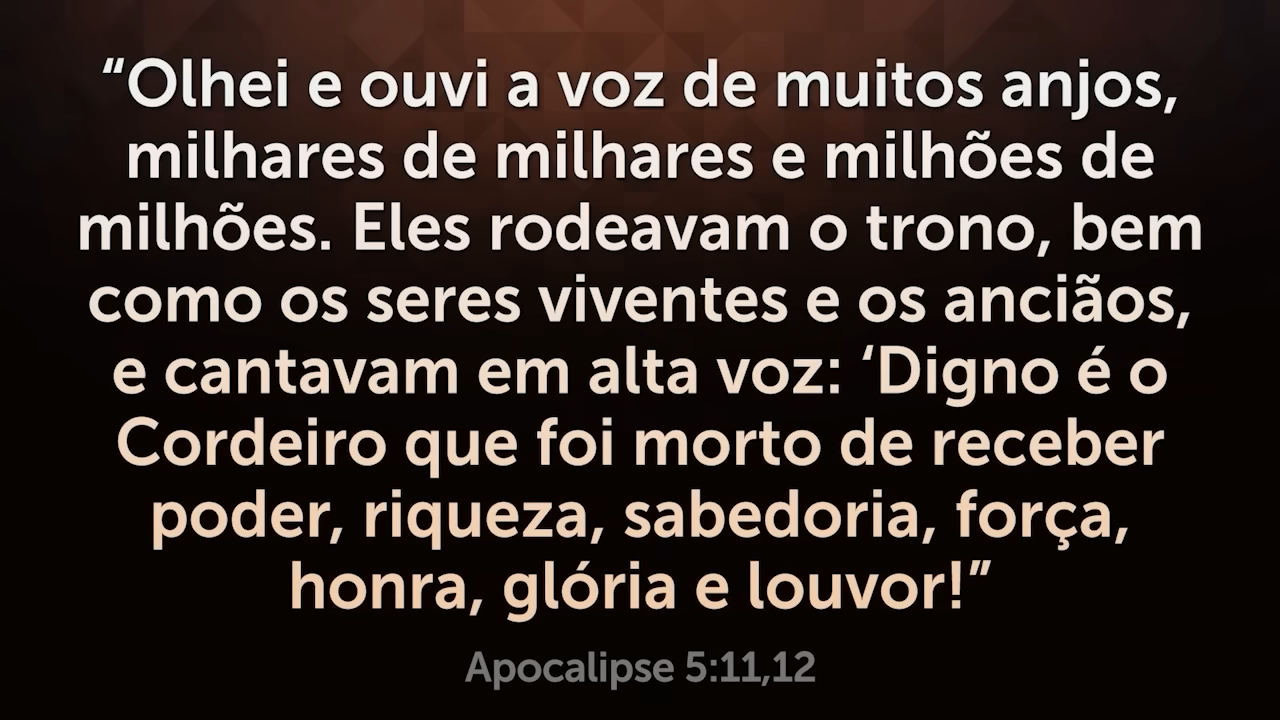 “Olhei e ouvi a voz de muitos anjos,
milhares de milhares e milhões de
milhões. Eles rodeavam o trono, bem
como os seres viventes e os anciãos,
e cantavam em alta voz: ‘Digno é o
Cordeiro que foi morto de receber
poder, riqueza, sabedoria, força,
honra, glória e louvor!”
Apocalipse 5:11,12